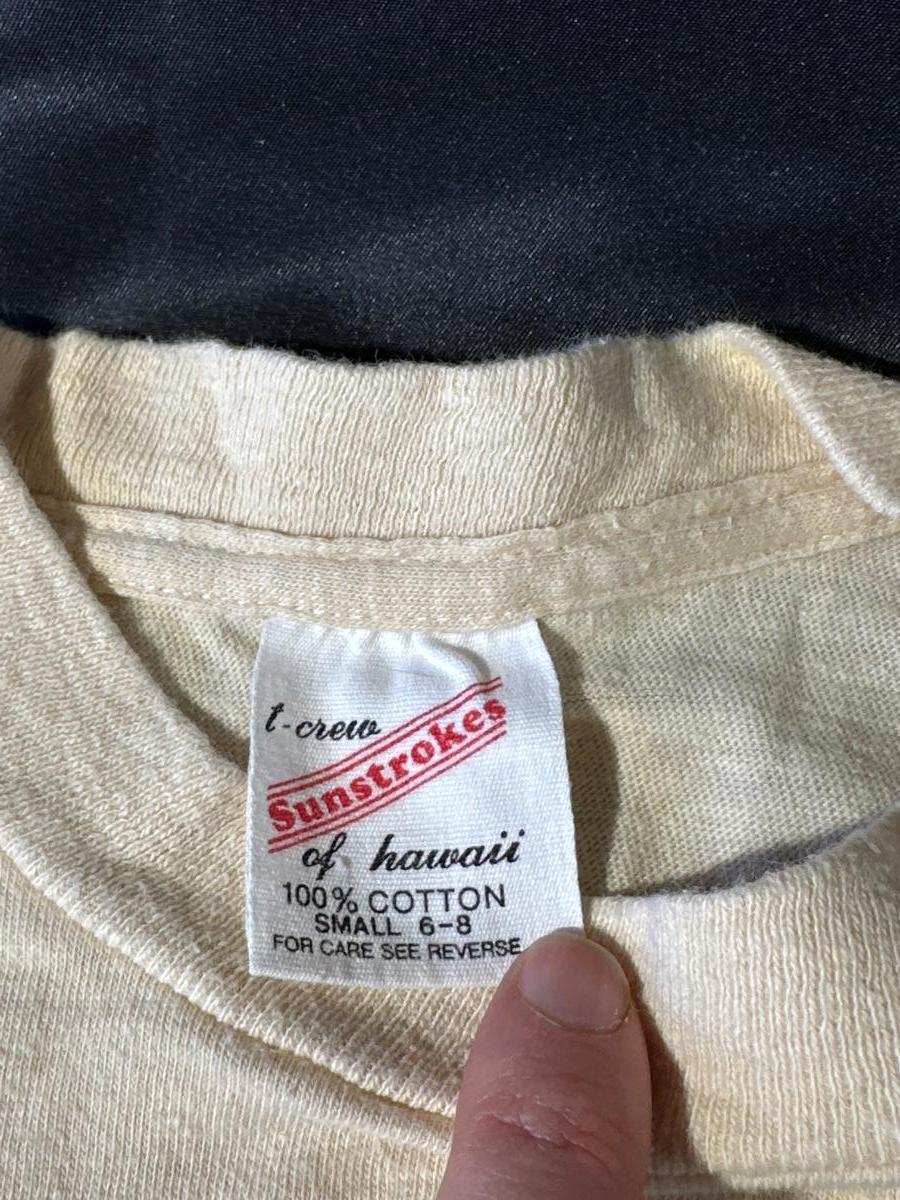 t-crew
Sunstrokes
of hawaii
100% COTTON
SMALL 6-8
FOR CARE SEE REVERSE